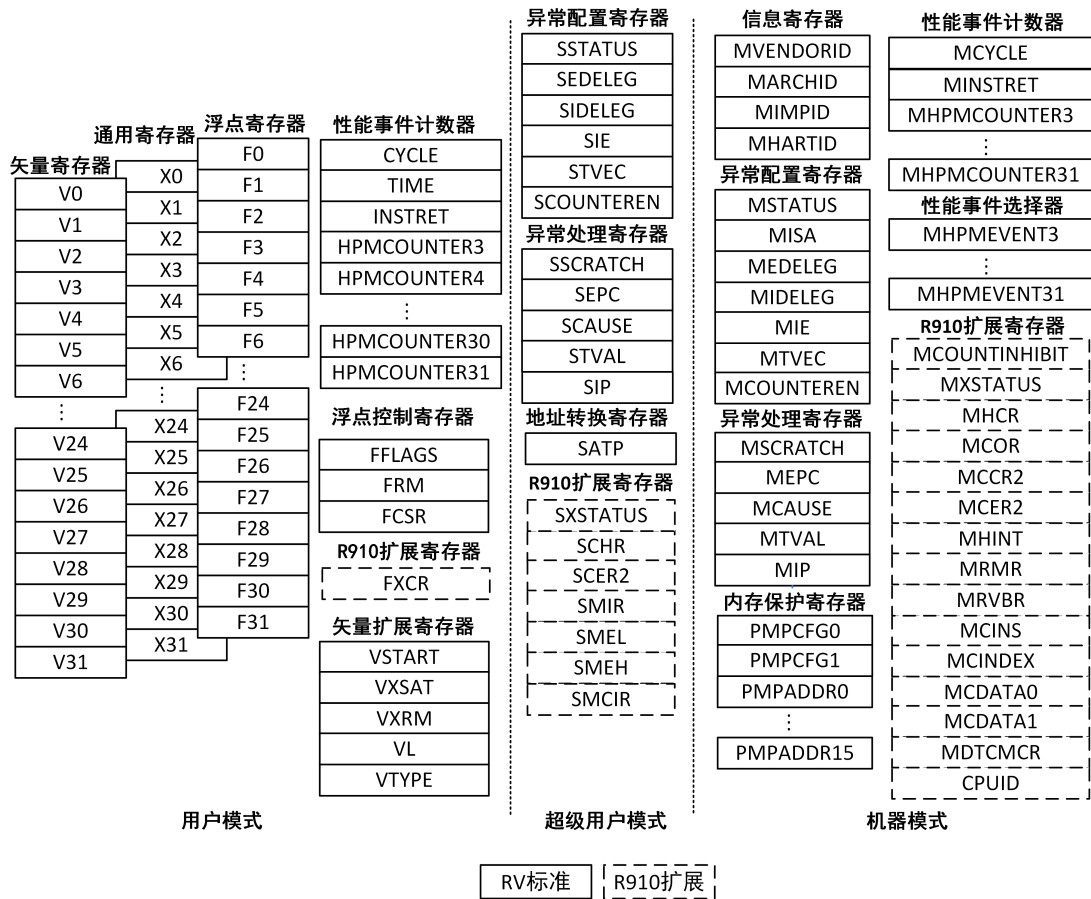 矢量寄存器
V0
V1
V2
V3
V4
V5
V6
⋮
V24
V25
V26
V27
V28
V29
V30
V31
通用寄存器
X0
X1
X2
X3
X4
X5
X6
⋮
X24
X25
X26
X27
X28
X29
X30
X31
浮点寄存器
F0
F1
F2
F3
F4
F5
F6
⋮
F24
F25
F26
F27
F28
F29
F30
F31
性能事件计数器
CYCLE
TIME
INSTRET
HPMCOUNTER3
HPMCOUNTER4
⋮
HPMCOUNTER30
HPMCOUNTER31
浮点控制寄存器
FFLAGS
FRM
FCSR
R910扩展寄存器
FXCR
矢量扩展寄存器
VSTART
VXSAT
VXRM
VL
VTYPE
用户模式
异常配置寄存器
SSTATUS
SEDELEG
SIDELEG
SIE
STVEC
SCOUNTEREN
异常处理寄存器
SSCRATCH
SEPC
SCAUSE
STVAL
SIP
地址转换寄存器
SATP
R910扩展寄存器
SXSTATUS
SCHR
SCER2
SMIR
SMEL
SMEH
SMCIR
超级用户模式
信息寄存器
MVENDORID
MARCHID
MIMPID
MHARTID
异常配置寄存器
MSTATUS
MISA
MEDELEG
MIDELEG
MIE
MTVEC
MCOUNTEREN
异常处理寄存器
MSCRATCH
MEPC
MCAUSE
MTVAL
MIP
内存保护寄存器
PMPCFG0
PMPCFG1
PMPADDR0
⋮
PMPADDR15
性能事件计数器
MCYCLE
MINSTRET
MHPMCOUNTER3
⋮
MHPMCOUNTER31
性能事件选择器
MHPMEVENT3
⋮
MHPMEVENT31
R910扩展寄存器
MCOUNTINHIBIT
MXSTATUS
MHCR
MCOR
MCCR2
MCER2
MHINT
MRMR
MRVBR
MCINS
MCINDEX
MCDATA0
MCDATA1
MDTCMCR
CPUID
机器模式
RV标准
R910扩展